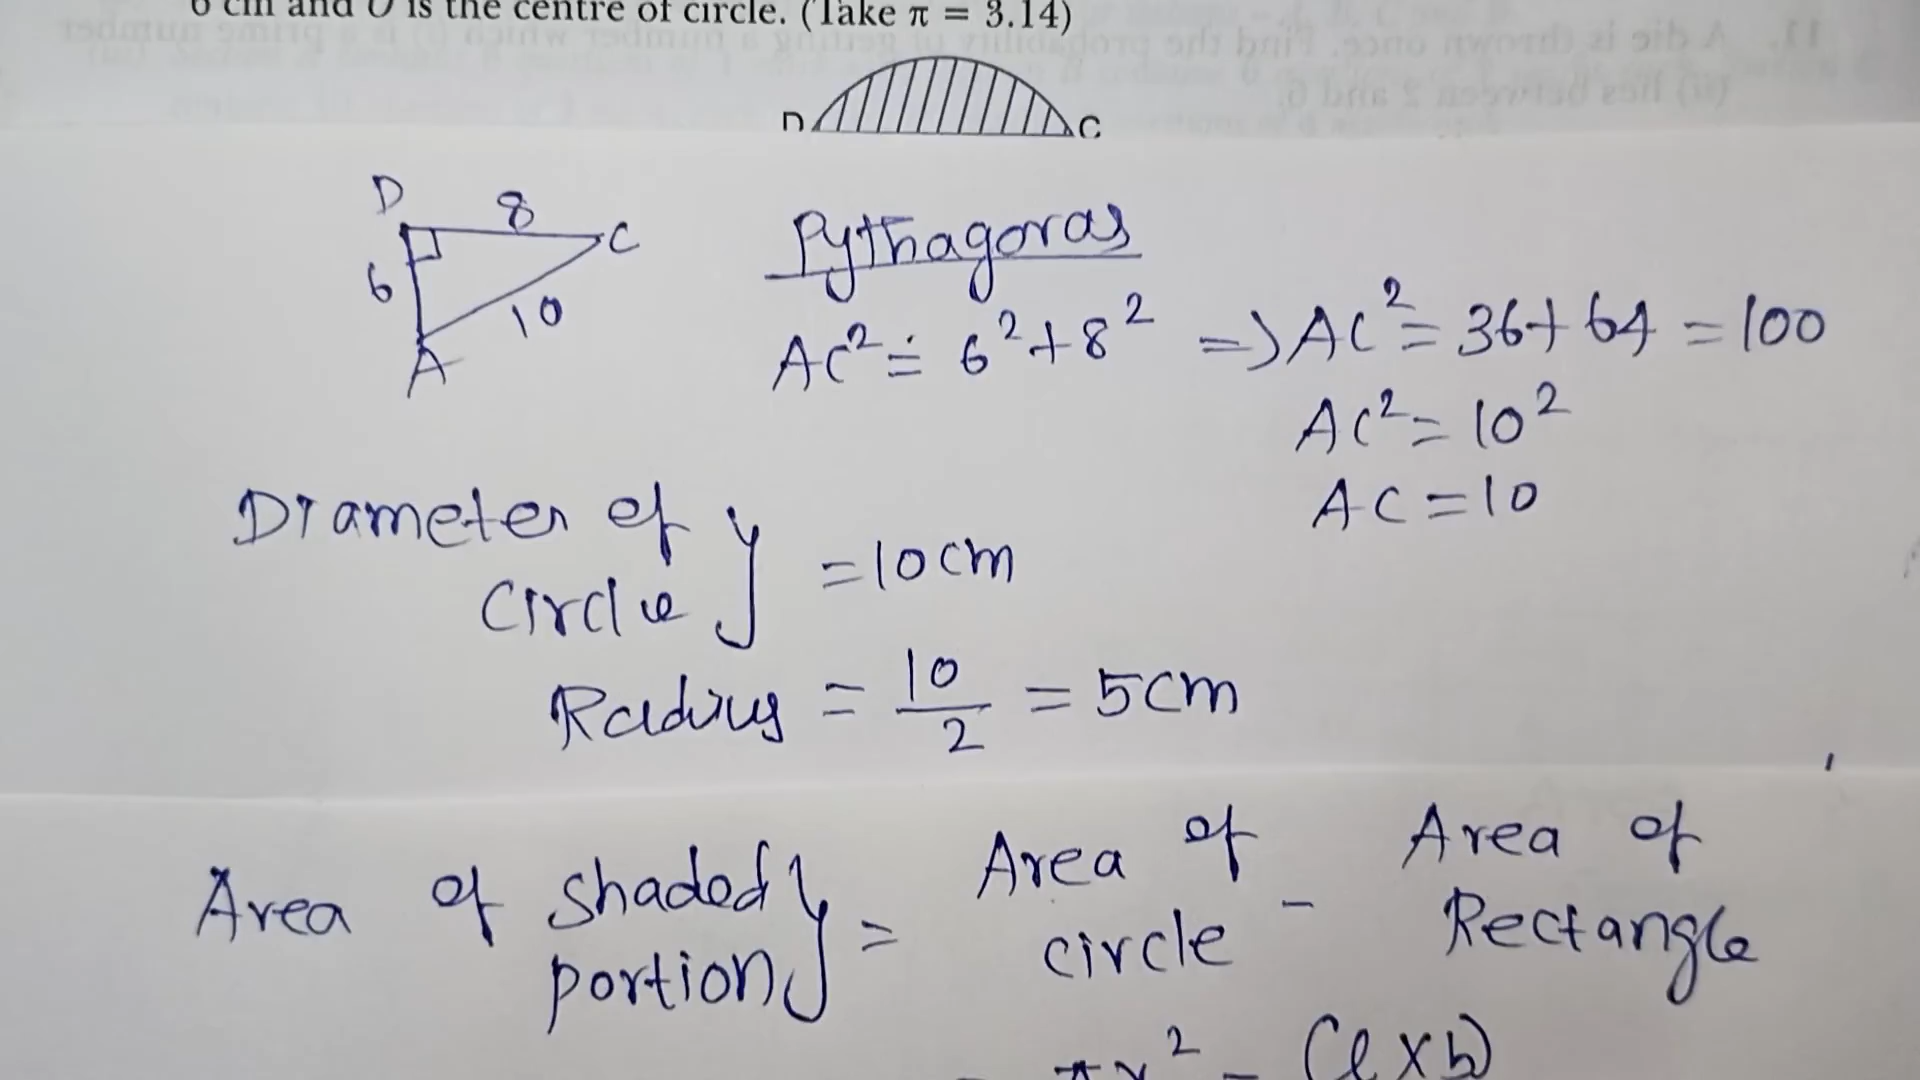 6 cm and O is the centre of circle. (Take π = 3.14)
D C
D 8 C
6 10
A
Pythagoras
AC² = 6² + 8² => AC² = 36 + 64 = 100
AC² = 10²
AC = 10
Diameter of
circle } = 10 cm
Radius = 10/2 = 5 cm
Area of shaded portion } = Area of circle - Area of Rectangle
πr² - (l × b)